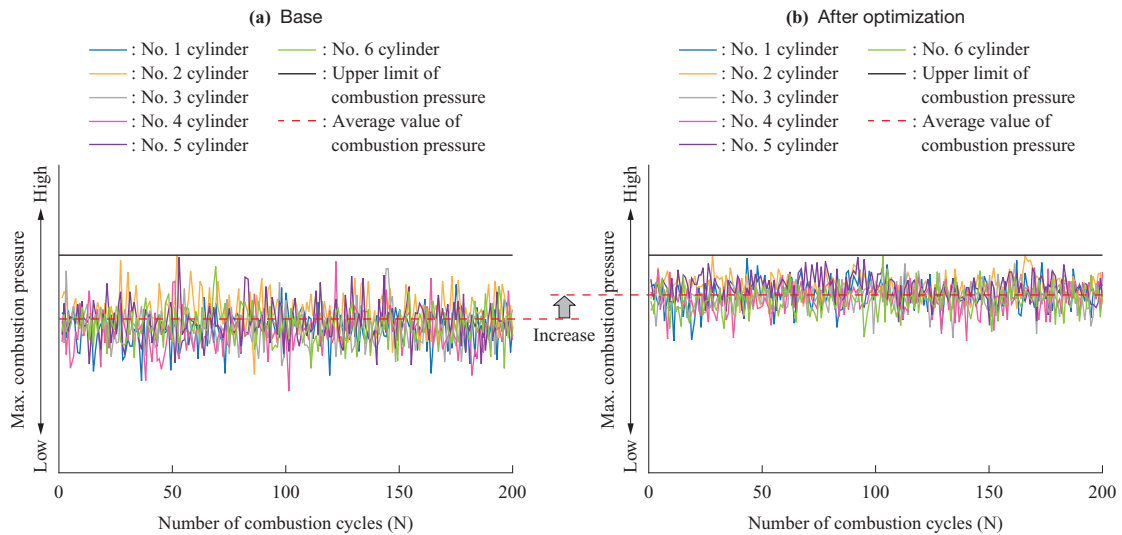 (a) Base
: No. 1 cylinder
: No. 2 cylinder
: No. 3 cylinder
: No. 4 cylinder
: No. 5 cylinder
: No. 6 cylinder
: Upper limit of
combustion pressure
: Average value of
combustion pressure
High
Max. combustion pressure
Low
0 50 100 150 200
Number of combustion cycles (N)
Increase
(b) After optimization
: No. 1 cylinder
: No. 2 cylinder
: No. 3 cylinder
: No. 4 cylinder
: No. 5 cylinder
: No. 6 cylinder
: Upper limit of
combustion pressure
: Average value of
combustion pressure
High
Max. combustion pressure
Low
0 50 100 150 200
Number of combustion cycles (N)